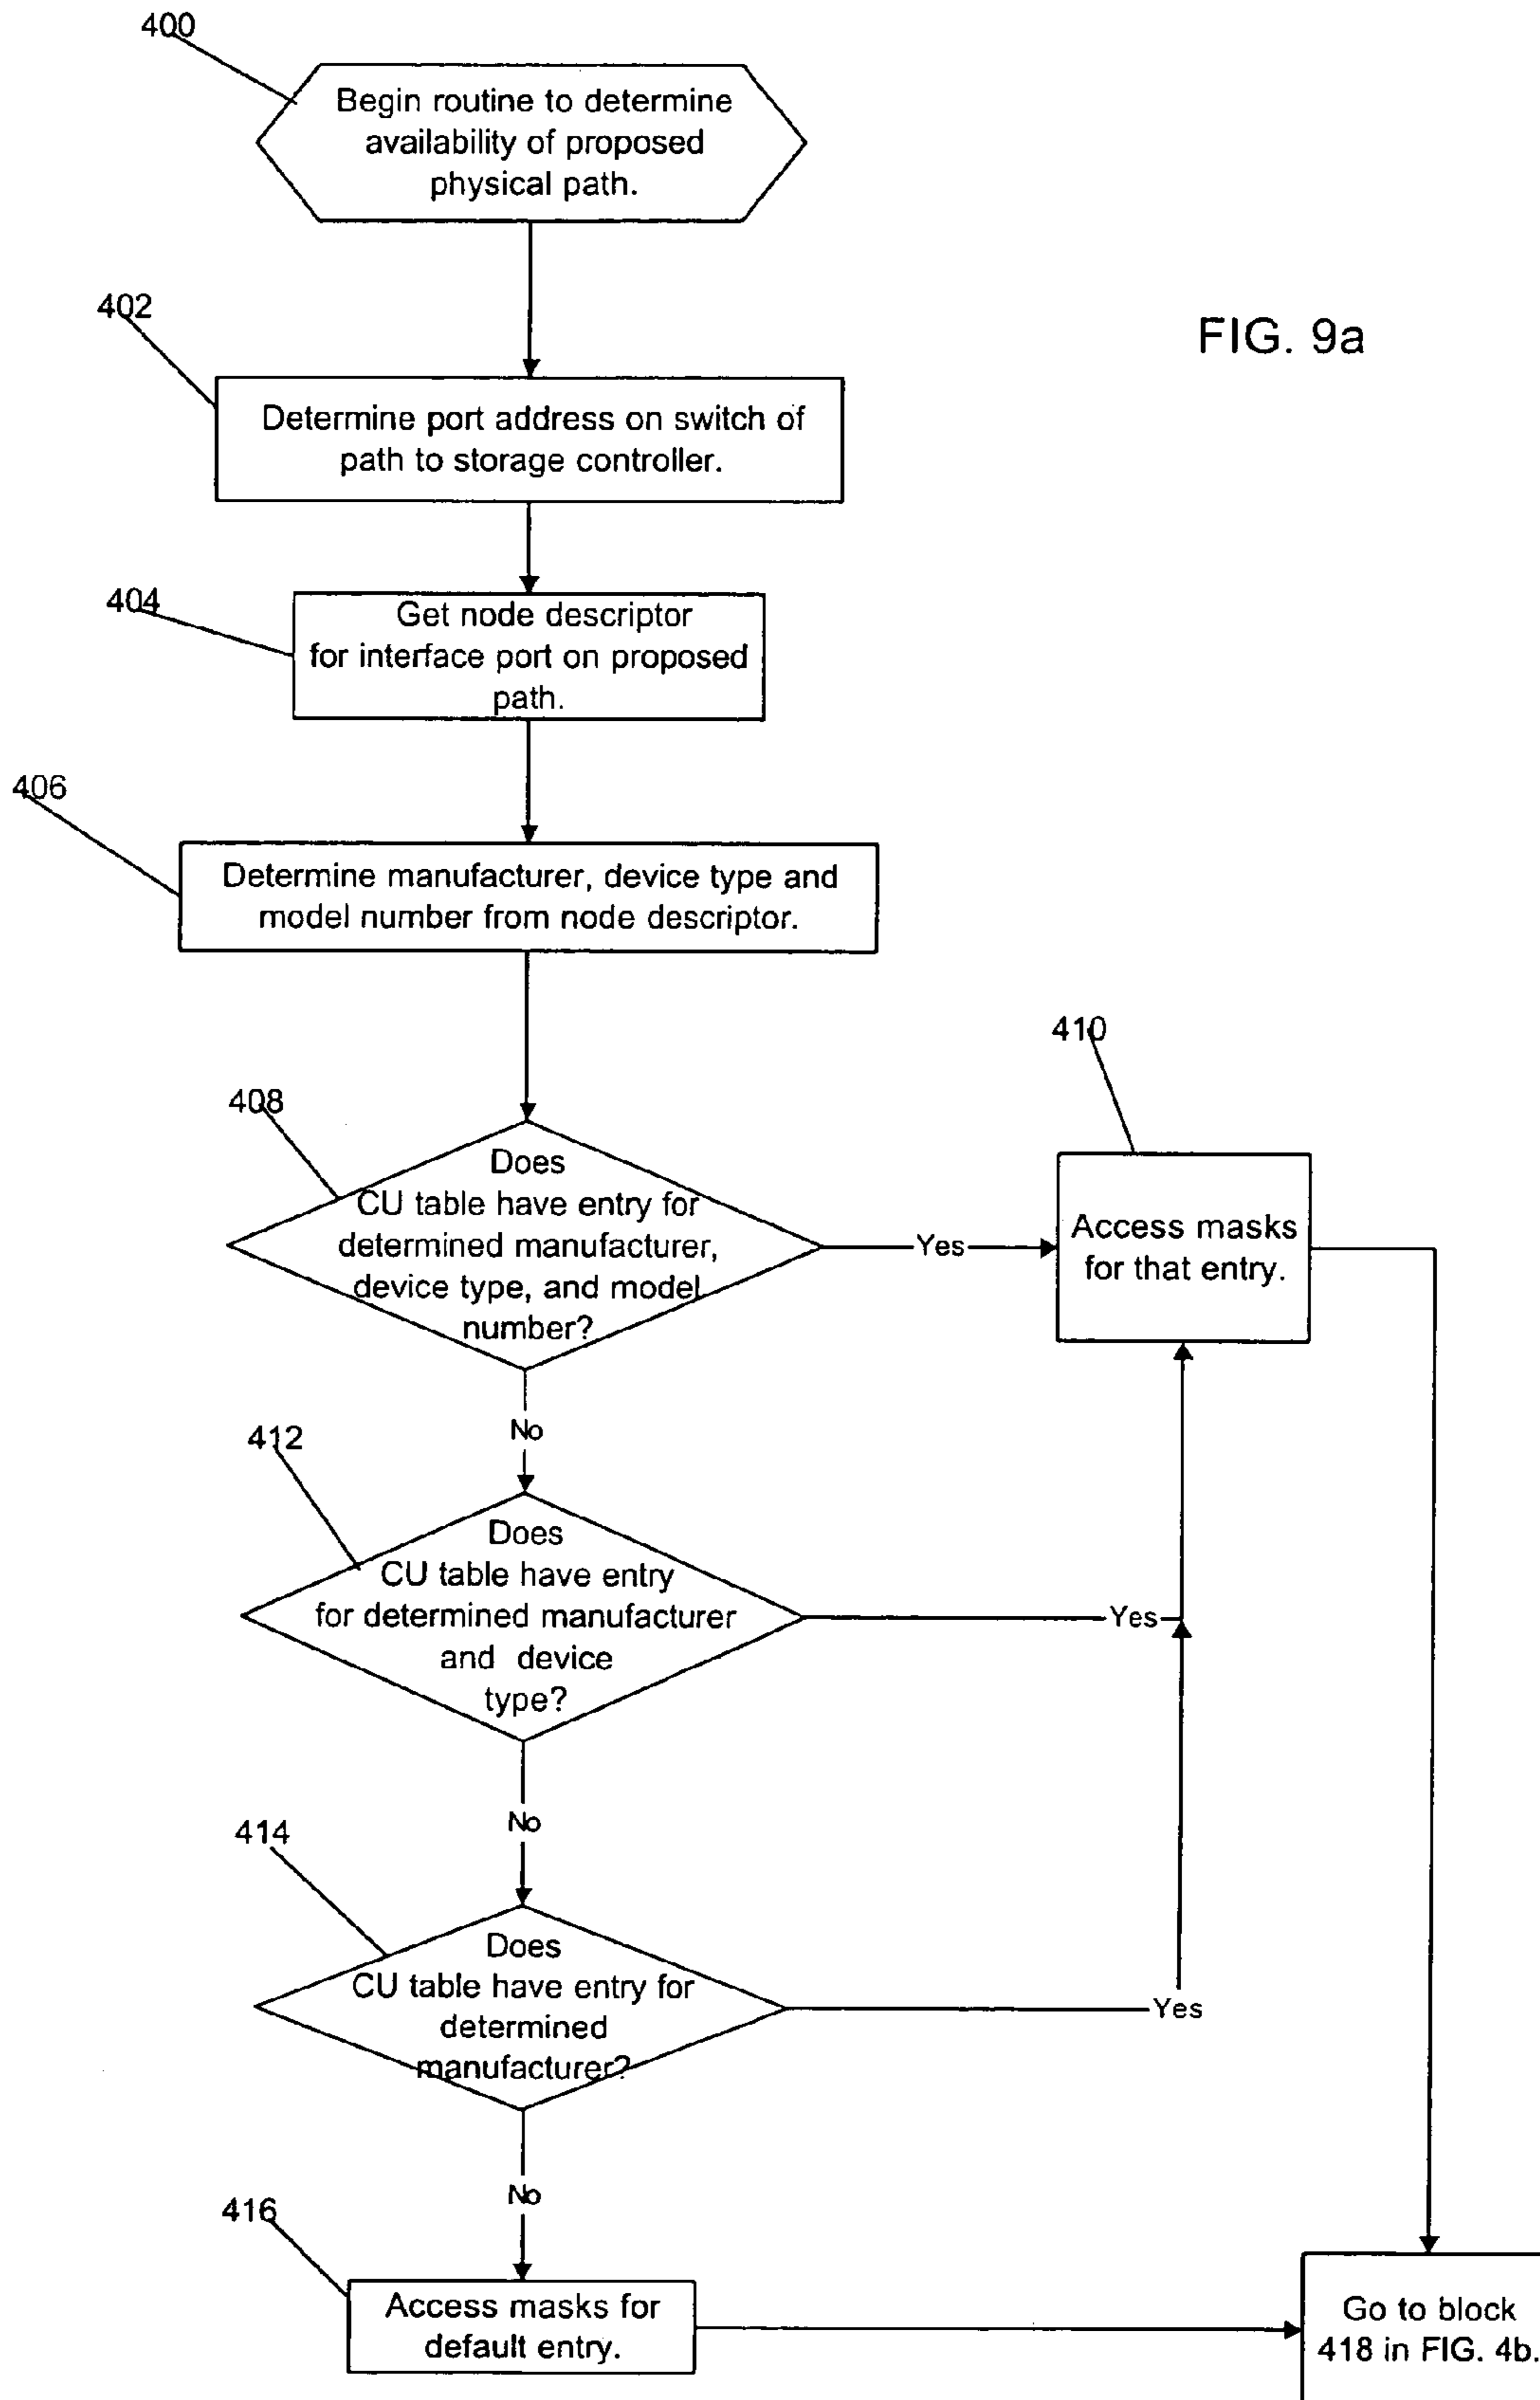 400
Begin routine to determine
availability of proposed
physical path.
402
FIG. 9a
Determine port address on switch of
path to storage controller.
404
Get node descriptor
for interface port on proposed
path.
406
Determine manufacturer, device type and
model number from node descriptor.
410
408
Does
CU table have entry for
determined manufacturer,
device type, and model
number?
Yes
Access masks
for that entry.
No
412
Does
CU table have entry
for determined manufacturer
and device
type?
Yes
No
414
Does
CU table have entry for
determined
manufacturer?
Yes
No
416
Access masks for
default entry.
Go to block
418 in FIG. 4b.